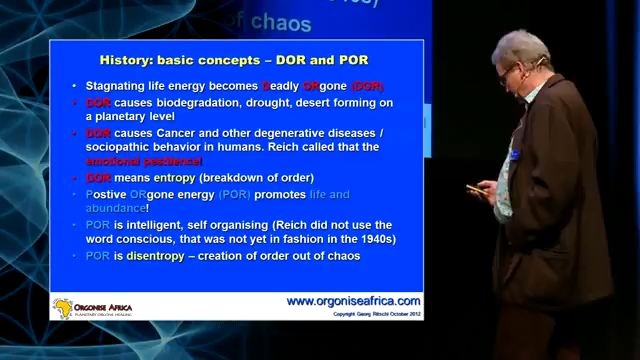 of chaos
History: basic concepts – DOR and POR
• Stagnating life energy becomes Deadly ORgone (DOR)
• DOR causes biodegradation, drought, desert forming on
a planetary level
• DOR causes Cancer and other degenerative diseases /
sociopathic behavior in humans. Reich called that the
emotional pestilence!
• DOR means entropy (breakdown of order)
• Postive ORgone energy (POR) promotes life and
abundance!
• POR is intelligent, self organising (Reich did not use the
word conscious, that was not yet in fashion in the 1940s)
• POR is disentropy – creation of order out of chaos
ORGONISE AFRICA
PLANETARY ORGONE HEALING
www.orgoniseafrica.com
Copyright Georg Ritschl October 2012